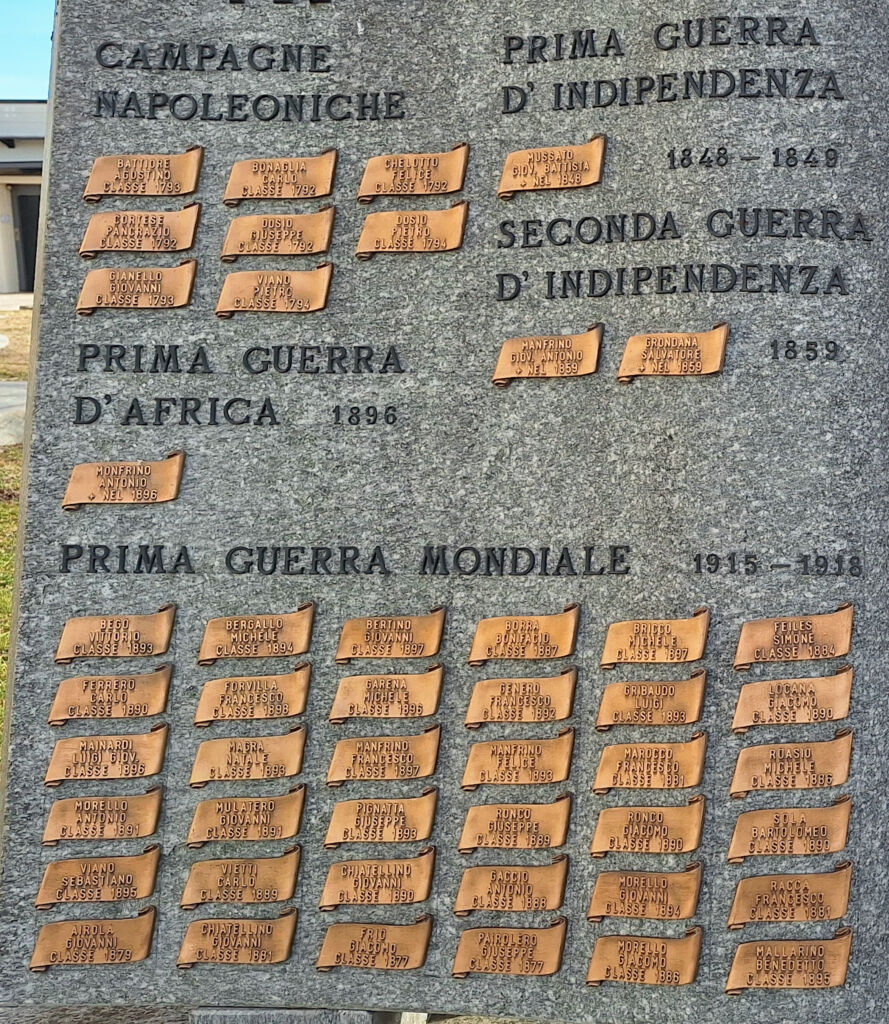 CAMPAGNE
NAPOLEONICHE
BATTIORE
AGOSTINO
CLASSE 1793
BONAGLIA
CARLO
CLASSE 1792
CHELOTTO
FELICE
CLASSE 1792
CORTESE
PANCRAZIO
CLASSE 1792
DOSIO
GIUSEPPE
CLASSE 1792
DOSIO
PIETRO
CLASSE 1794
GIANELLO
GIOVANNI
CLASSE 1793
VIANO
PIETRO
CLASSE 1794
PRIMA GUERRA
D'INDIPENDENZA
1848 – 1849
MUSSATO
GIOV. BATTISTA
+ NEL 1848
SECONDA GUERRA
D'INDIPENDENZA
1859
MANFRINO
GIOV. ANTONIO
+ NEL 1859
GRONDANA
SALVATORE
+ NEL 1859
PRIMA GUERRA
D'AFRICA 1896
MONFRINO
ANTONIO
+ NEL 1896
PRIMA GUERRA MONDIALE 1915 – 1918
BEGO
VITTORIO
CLASSE 1893
BERGALLO
MICHELE
CLASSE 1894
BERTINO
GIOVANNI
CLASSE 1897
BORRA
BONIFACIO
CLASSE 1887
BRICCO
MICHELE
CLASSE 1897
FEILES
SIMONE
CLASSE 1884
FERRERO
CARLO
CLASSE 1890
FORVILLA
FRANCESCO
CLASSE 1898
GARENA
MICHELE
CLASSE 1896
GENERO
FRANCESCO
CLASSE 1892
GRIBAUDO
LUIGI
CLASSE 1893
LOCANA
GIACOMO
CLASSE 1890
MAINARDI
LUIGI GIOV.
CLASSE 1896
MAGRA
NATALE
CLASSE 1893
MANFRINO
FRANCESCO
CLASSE 1897
MANFRINO
FELICE
CLASSE 1893
MAROCCO
FRANCESCO
CLASSE 1881
ROASIO
MICHELE
CLASSE 1886
MORELLO
ANTONIO
CLASSE 1891
MULATERO
GIOVANNI
CLASSE 1891
PIGNATTA
GIUSEPPE
CLASSE 1893
RONCO
GIUSEPPE
CLASSE 1889
RONCO
GIACOMO
CLASSE 1890
SOLA
BARTOLOMEO
CLASSE 1890
VIANO
SEBASTIANO
CLASSE 1895
VIETTI
CARLO
CLASSE 1889
CHIATELLINO
GIOVANNI
CLASSE 1890
GACCIO
ANTONIO
CLASSE 1898
MORELLO
GIOVANNI
CLASSE 1894
RACCA
FRANCESCO
CLASSE 1881
AIROLA
GIOVANNI
CLASSE 1879
CHIATELLINO
GIOVANNI
CLASSE 1881
FRIO
GIACOMO
CLASSE 1877
PAIROLERO
GIUSEPPE
CLASSE 1877
MORELLO
GIACOMO
CLASSE 1886
MALLARINO
BENEDETTO
CLASSE 1895